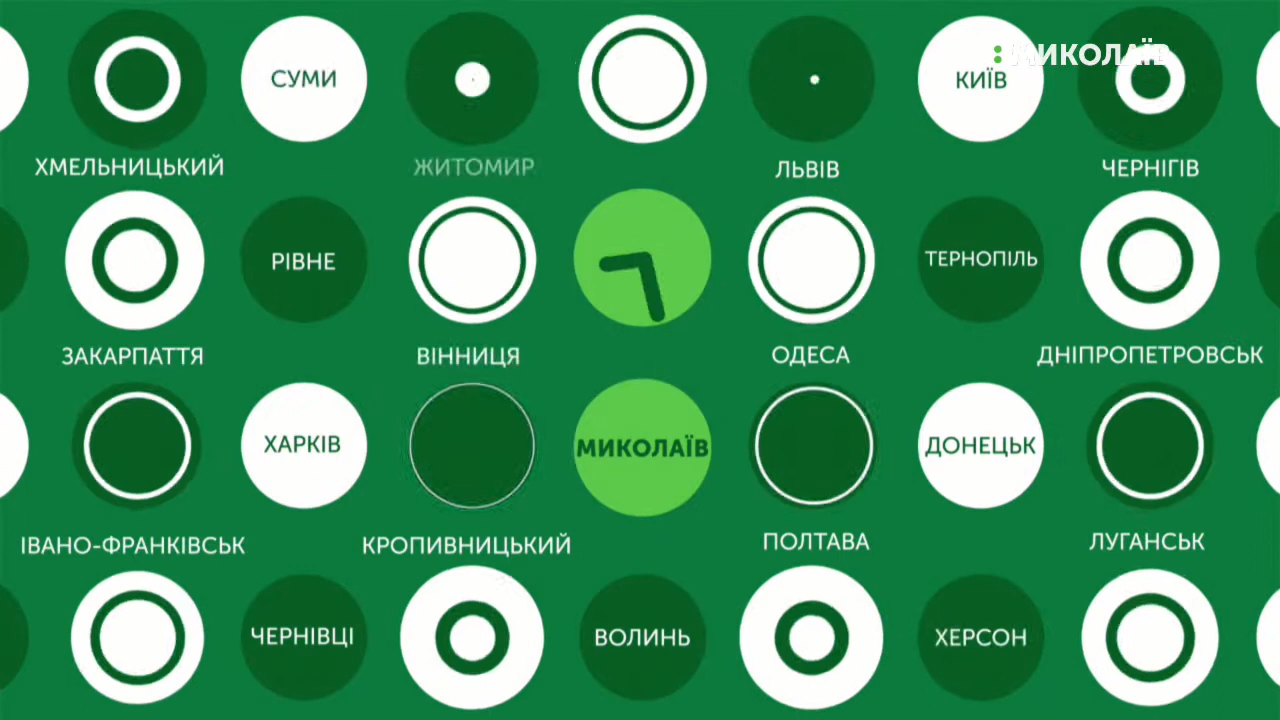 МИКОЛАЇВ
СУМИ
КИЇВ
ХМЕЛЬНИЦЬКИЙ
ЖИТОМИР
ЛЬВІВ
ЧЕРНІГІВ
РІВНЕ
ТЕРНОПІЛЬ
ЗАКАРПАТТЯ
ВІННИЦЯ
ОДЕСА
ДНІПРОПЕТРОВСЬК
ХАРКІВ
МИКОЛАЇВ
ДОНЕЦЬК
ІВАНО-ФРАНКІВСЬК
КРОПИВНИЦЬКИЙ
ПОЛТАВА
ЛУГАНСЬК
ЧЕРНІВЦІ
ВОЛИНЬ
ХЕРСОН